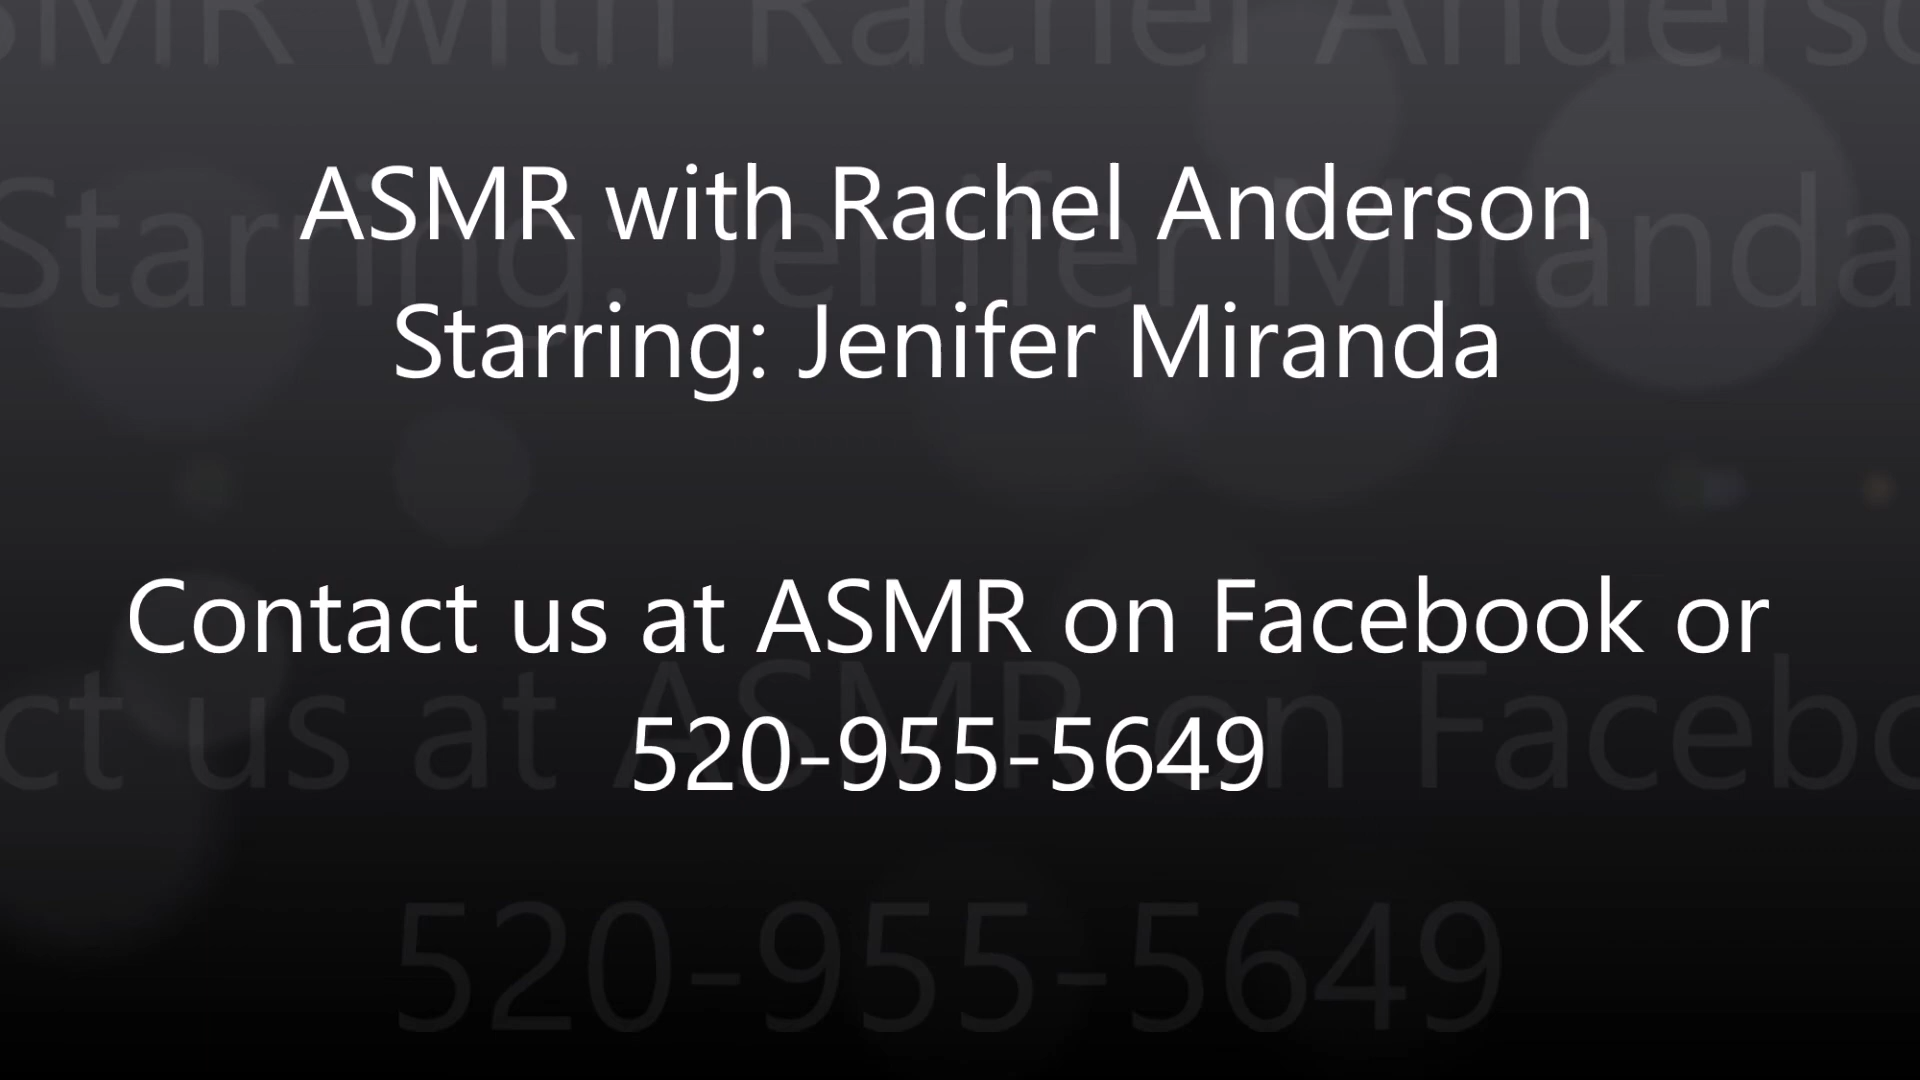 ASMR with Rachel Anderson
Starring: Jenifer Miranda
Contact us at ASMR on Facebook or
520-955-5649